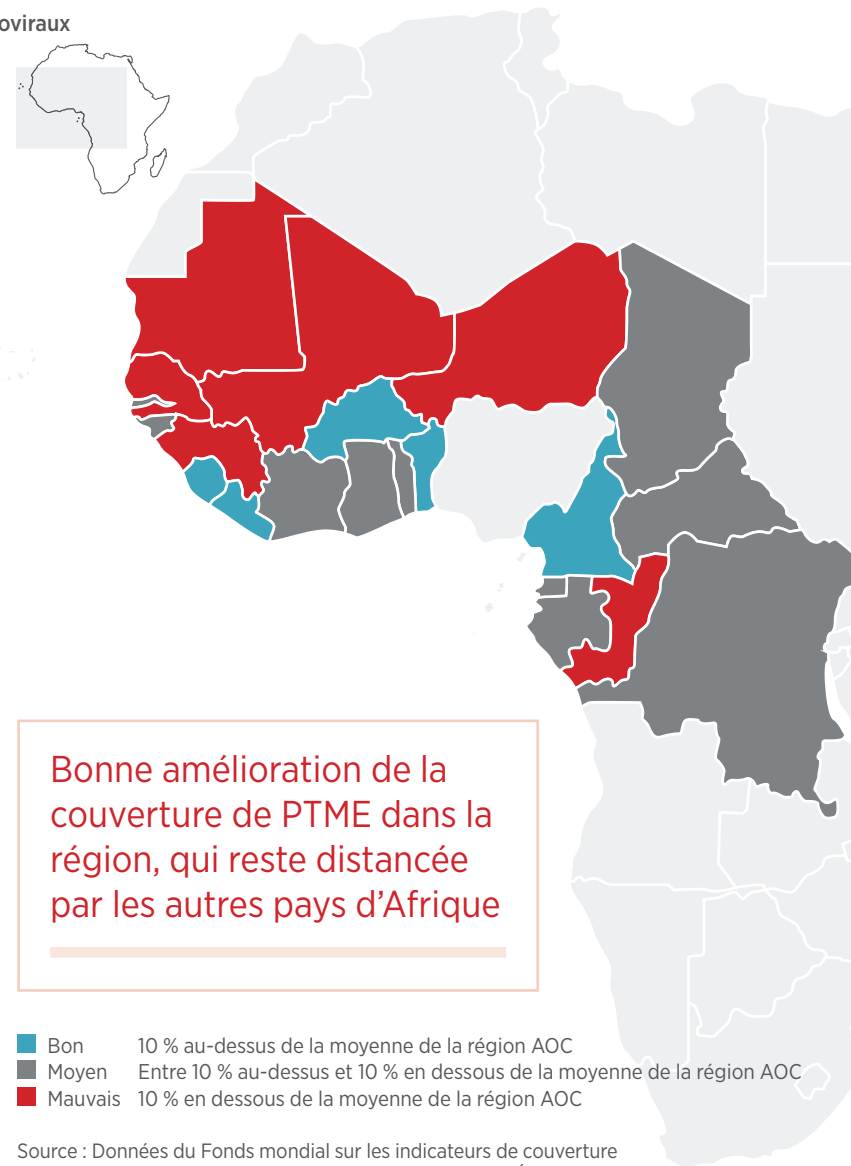 oviraux
Bonne amélioration de la
couverture de PTME dans la
région, qui reste distancée
par les autres pays d’Afrique
Bon 10 % au-dessus de la moyenne de la région AOC
Moyen Entre 10 % au-dessus et 10 % en dessous de la moyenne de la région AOC
Mauvais 10 % en dessous de la moyenne de la région AOC
Source : Données du Fonds mondial sur les indicateurs de couverture